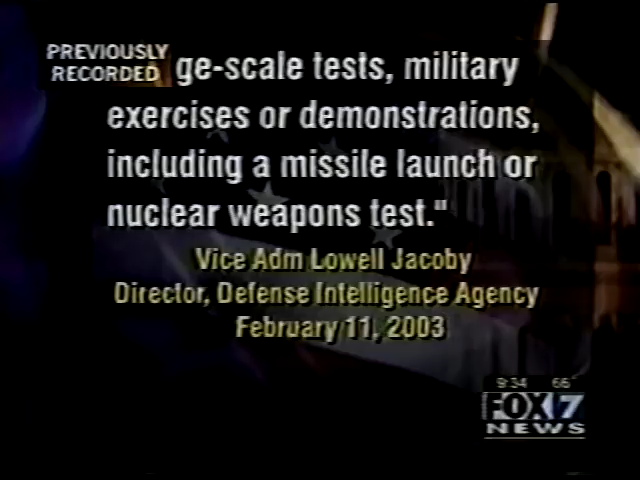 PREVIOUSLY
RECORDED
ge-scale tests, military
exercises or demonstrations,
including a missile launch or
nuclear weapons test."
Vice Adm Lowell Jacoby
Director, Defense Intelligence Agency
February 11, 2003
9:34 66°
FOX 17
NEWS